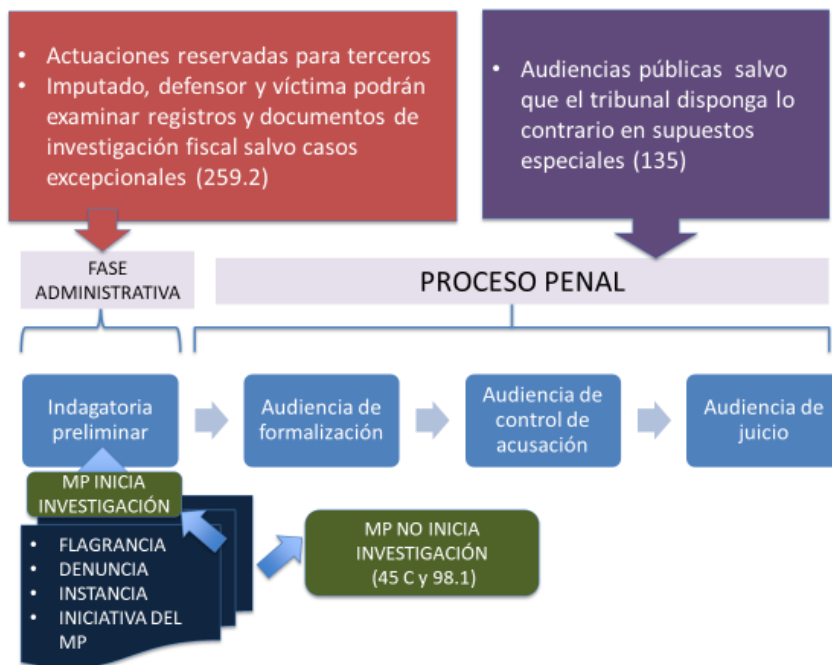 • Actuaciones reservadas para terceros
• Imputado, defensor y víctima podrán
examinar registros y documentos de
investigación fiscal salvo casos
excepcionales (259.2)
• Audiencias públicas salvo
que el tribunal disponga lo
contrario en supuestos
especiales (135)
FASE
ADMINISTRATIVA
PROCESO PENAL
Indagatoria
preliminar
Audiencia de
formalización
Audiencia de
control de
acusación
Audiencia de
juicio
MP INICIA
INVESTIGACIÓN
• FLAGRANCIA
• DENUNCIA
• INSTANCIA
• INICIATIVA DEL
MP
MP NO INICIA
INVESTIGACIÓN
(45 C y 98.1)